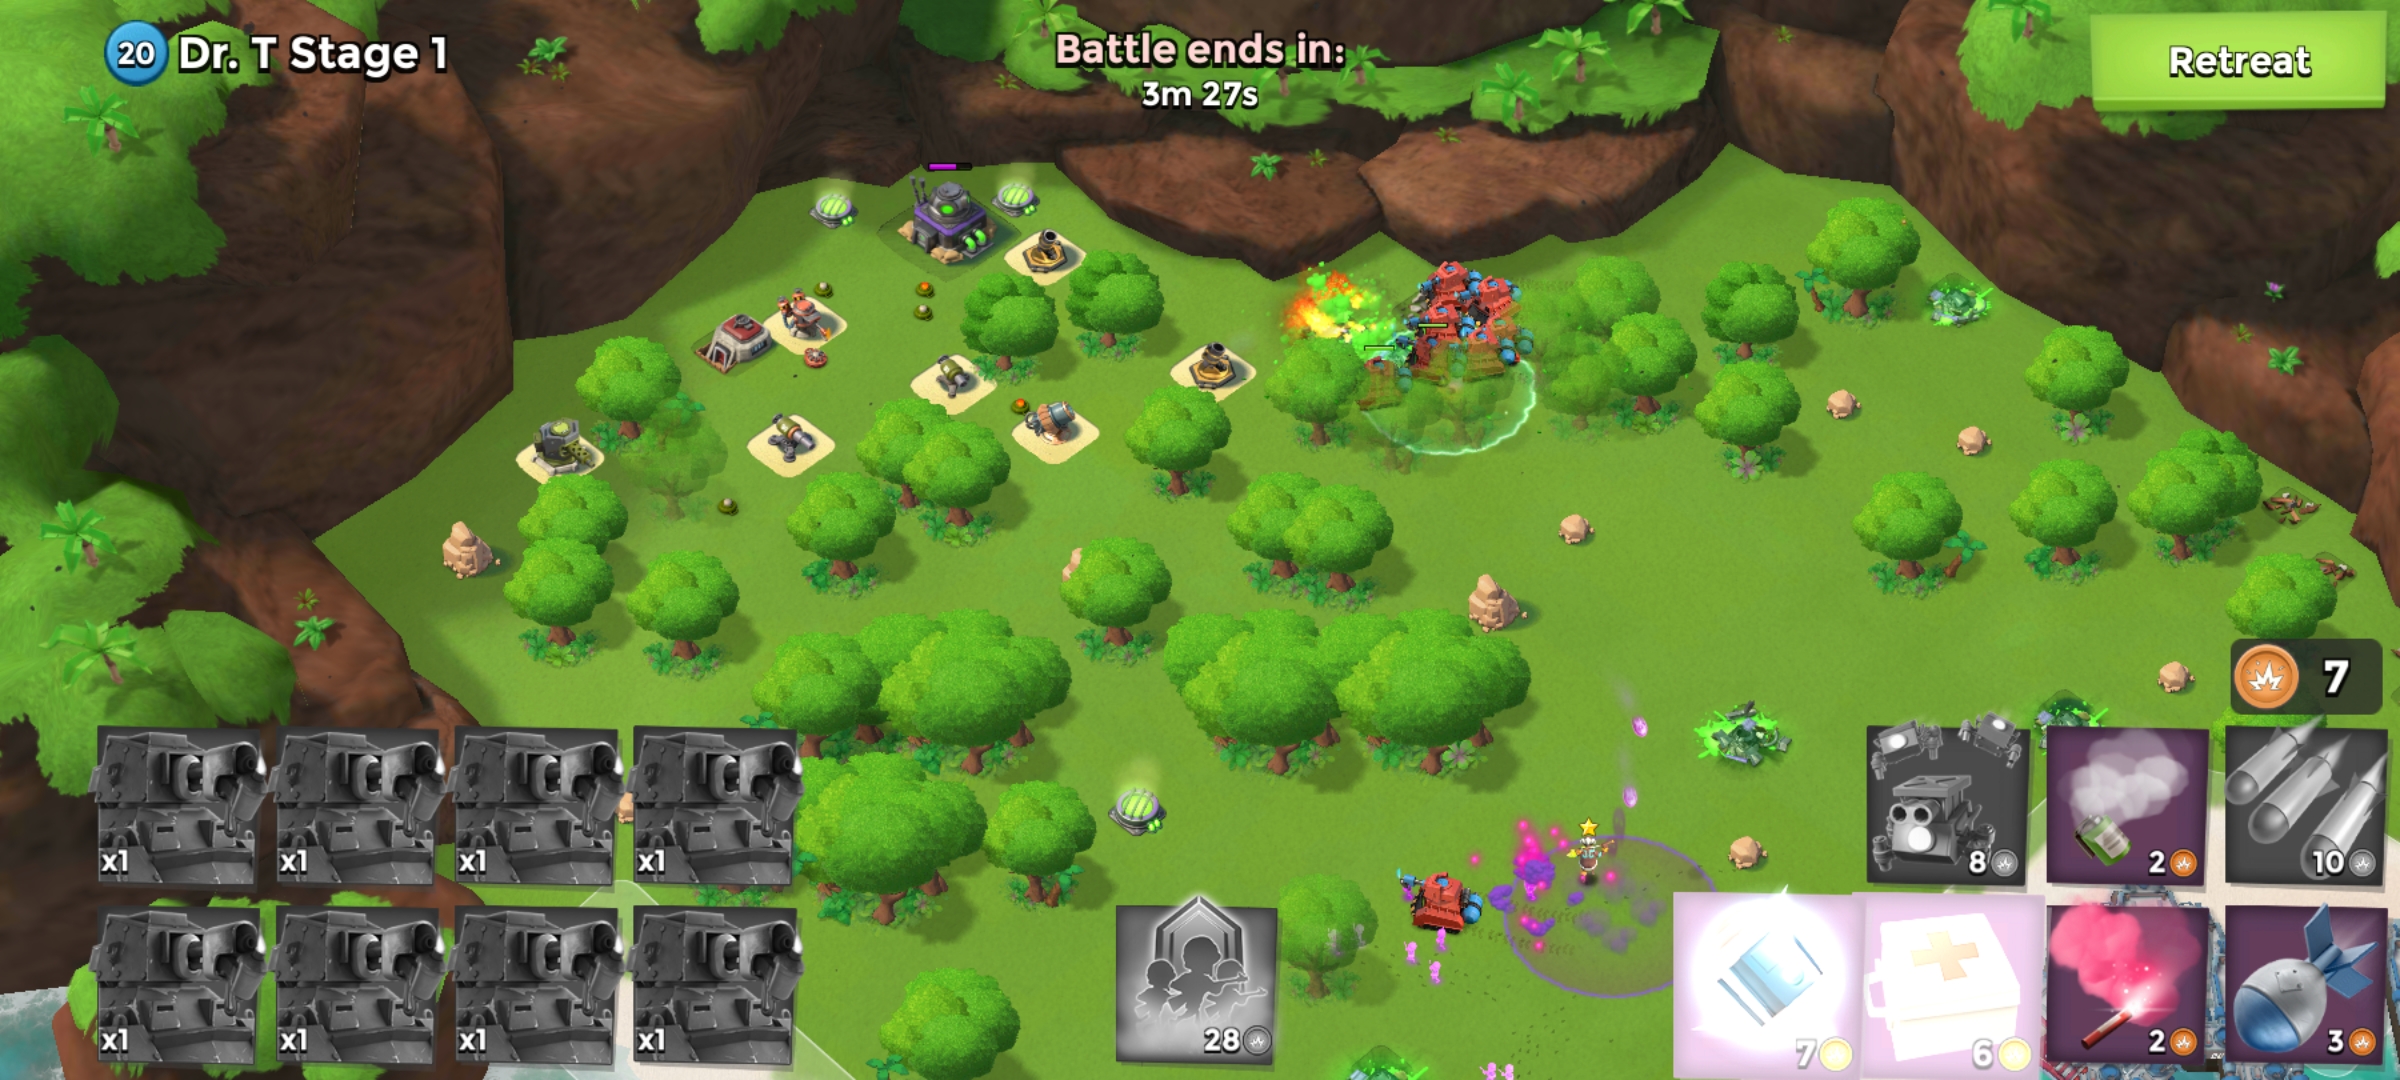 20 Dr. T Stage 1
Battle ends in:
3m 27s
Retreat
7
x1 x1 x1 x1
8 2 10
x1 x1 x1 x1
28 7 6 2 3